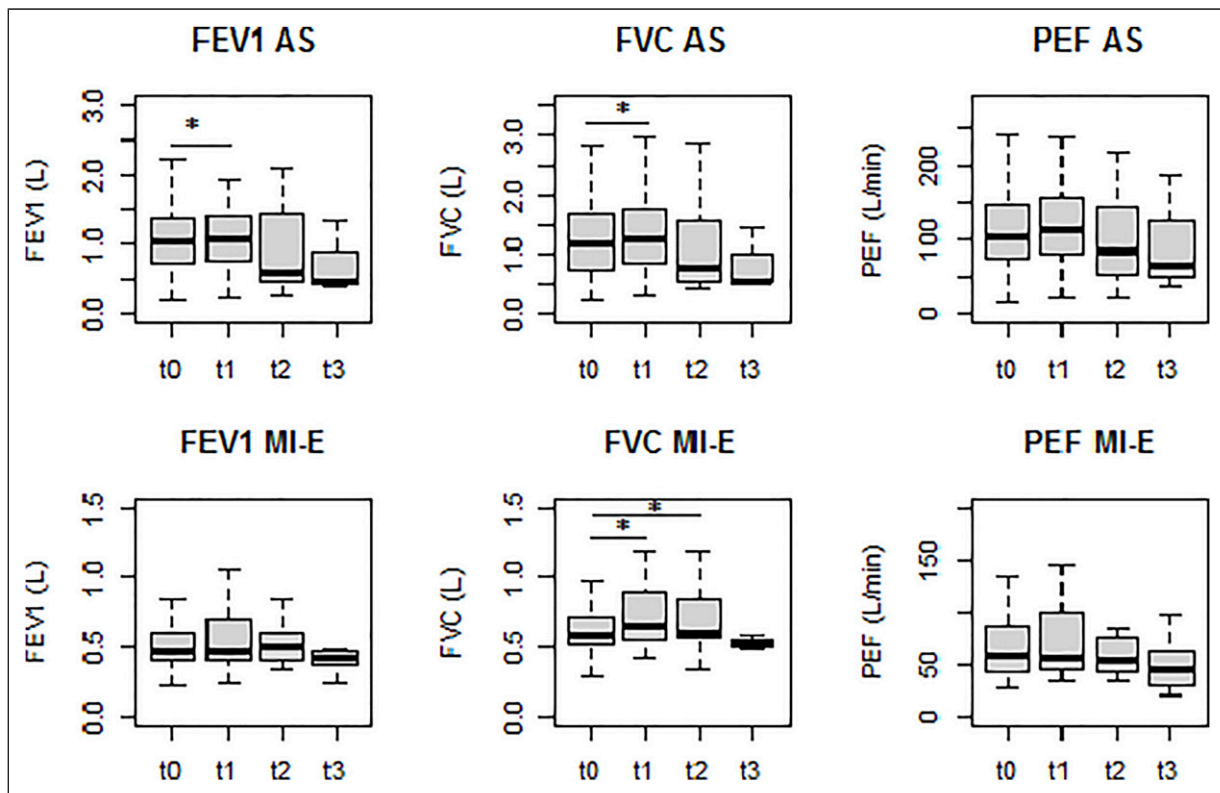 FEV1 AS
FEV1 (L)
3.0
2.0
1.0
0.0
*
t0 t1 t2 t3
FVC AS
FVC (L)
3.0
2.0
1.0
0.0
*
t0 t1 t2 t3
PEF AS
PEF (L/min)
200
100
0
t0 t1 t2 t3
FEV1 MI-E
FEV1 (L)
1.5
1.0
0.5
0.0
t0 t1 t2 t3
FVC MI-E
FVC (L)
1.5
1.0
0.5
0.0
*
*
t0 t1 t2 t3
PEF MI-E
PEF (L/min)
150
50
0
t0 t1 t2 t3